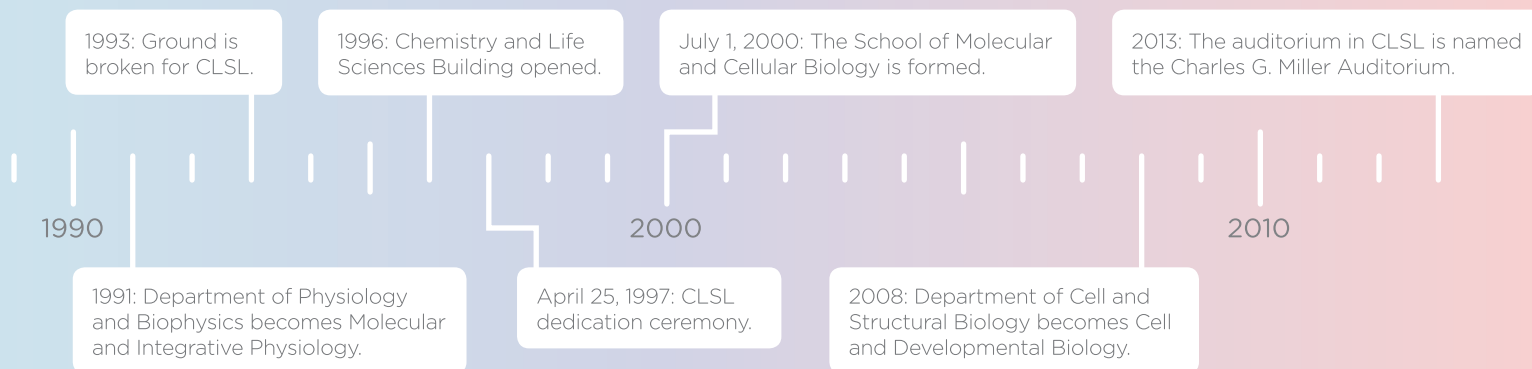 1993: Ground is
broken for CLSL.
1996: Chemistry and Life
Sciences Building opened.
July 1, 2000: The School of Molecular
and Cellular Biology is formed.
2013: The auditorium in CLSL is named
the Charles G. Miller Auditorium.
1990
2000
2010
1991: Department of Physiology
and Biophysics becomes Molecular
and Integrative Physiology.
April 25, 1997: CLSL
dedication ceremony.
2008: Department of Cell and
Structural Biology becomes Cell
and Developmental Biology.